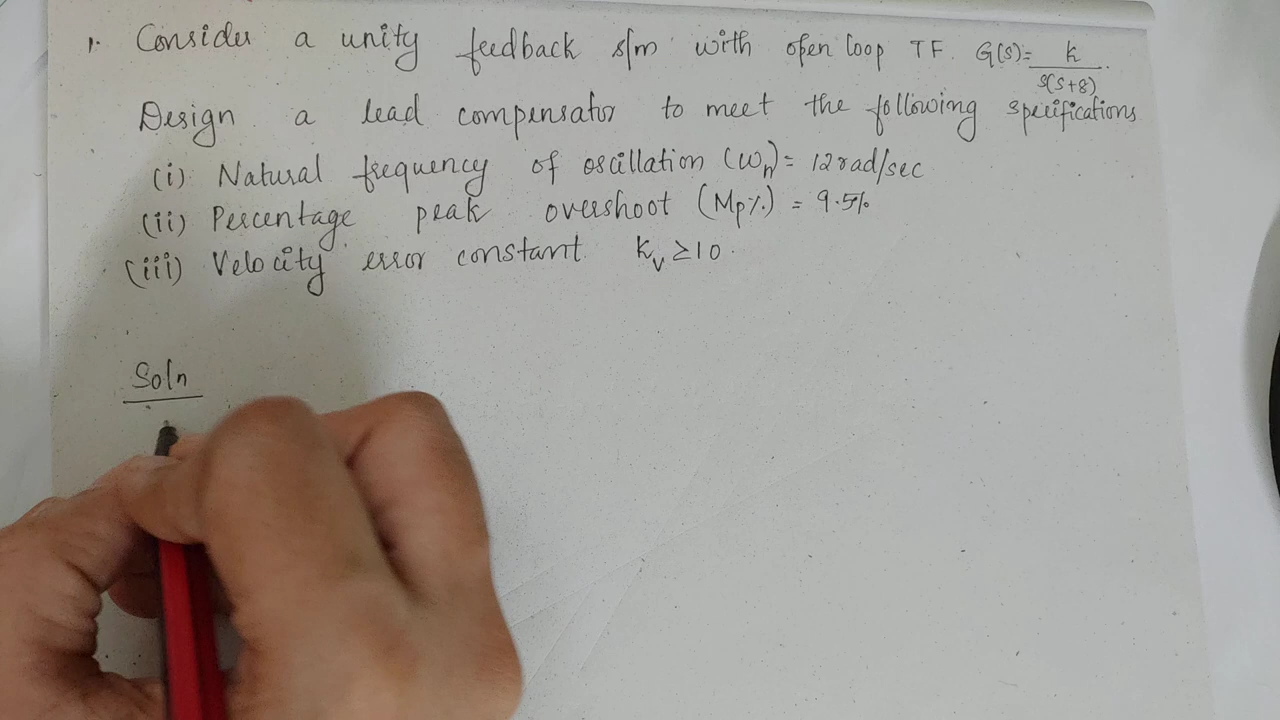 1. Consider a unity feedback s/m with open loop TF. G(s)= k/s(s+8).
Design a lead compensator to meet the following specifications
(i) Natural frequency of oscillation (ωn)= 12 rad/sec
(ii) Percentage peak overshoot (Mp%) = 9.5%
(iii) Velocity error constant. kv ≥10.
Soln